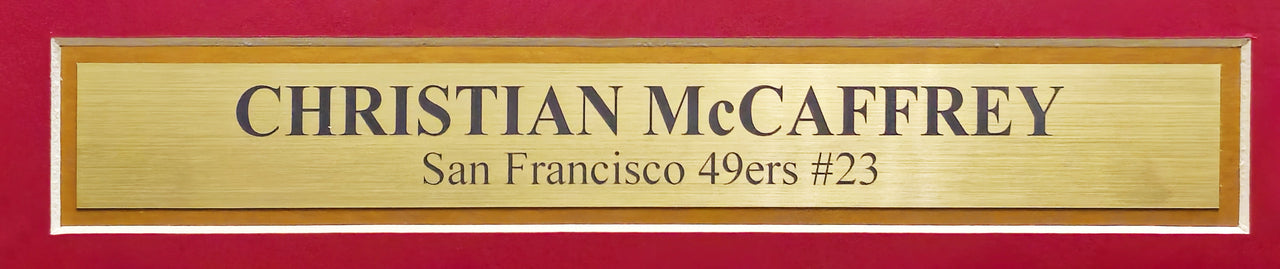 CHRISTIAN McCAFFREY
San Francisco 49ers #23